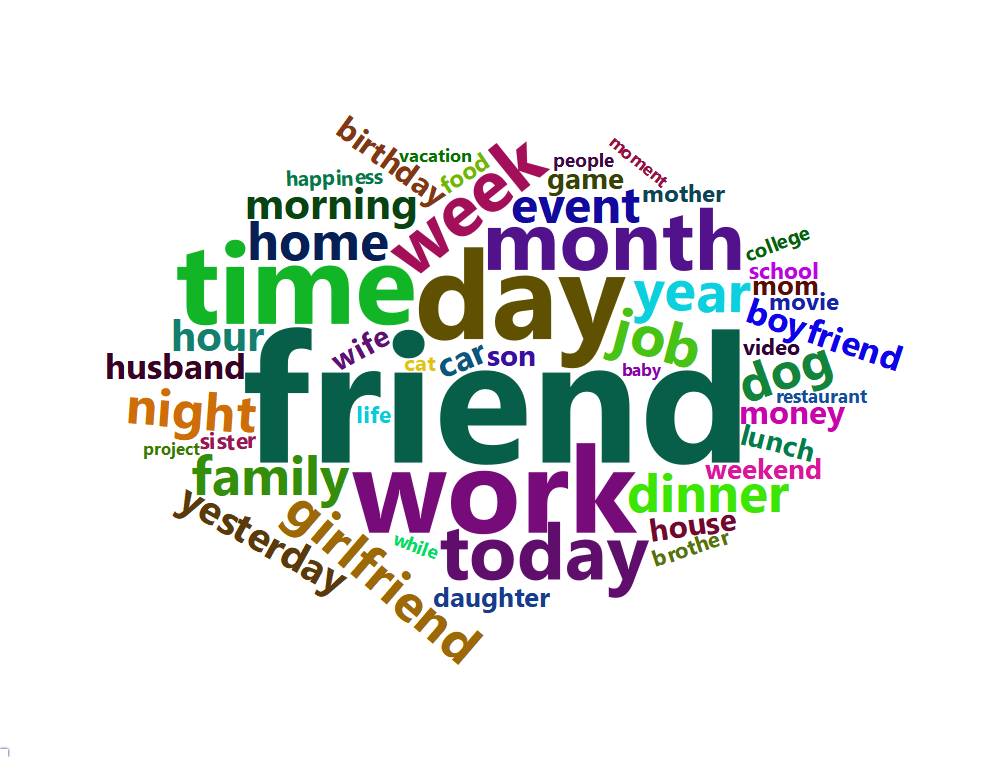 birthday
vacation
food
week
people
moment
happiness
game
mother
morning
event
home
month
college
time
day
school
year
mom
movie
boyfriend
hour
wife
job
video
husband
cat
car
son
baby
dog
friend
restaurant
night
life
money
project
sister
lunch
family
work
weekend
yesterday
girlfriend
dinner
while
today
house
brother
daughter